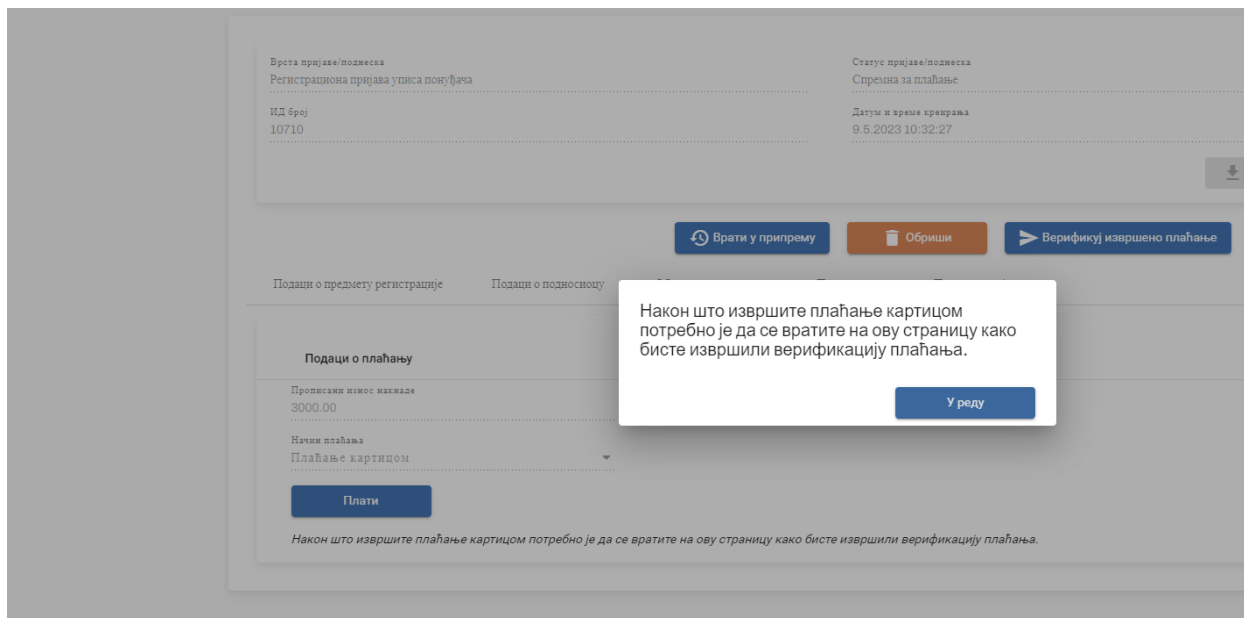 Врста пријаве/поднеска
Статус пријаве/поднеска
Регистрациона пријава уписа понуђача
Спремна за плаћање
ИД број
Датум и време креирања
10710
9.5.2023 10:32:27
Врати у припрему
Обриши
Верификуј извршено плаћање
Подаци о предмету регистрације
Подаци о подносиоцу
Након што извршите плаћање картицом
потребно је да се вратите на ову страницу како
бисте извршили верификацију плаћања.
У реду
Подаци о плаћању
Прописани износ накнаде
3000.00
Начин плаћања
Плаћање картицом
Плати
Након што извршите плаћање картицом потребно је да се вратите на ову страницу како бисте извршили верификацију плаћања.